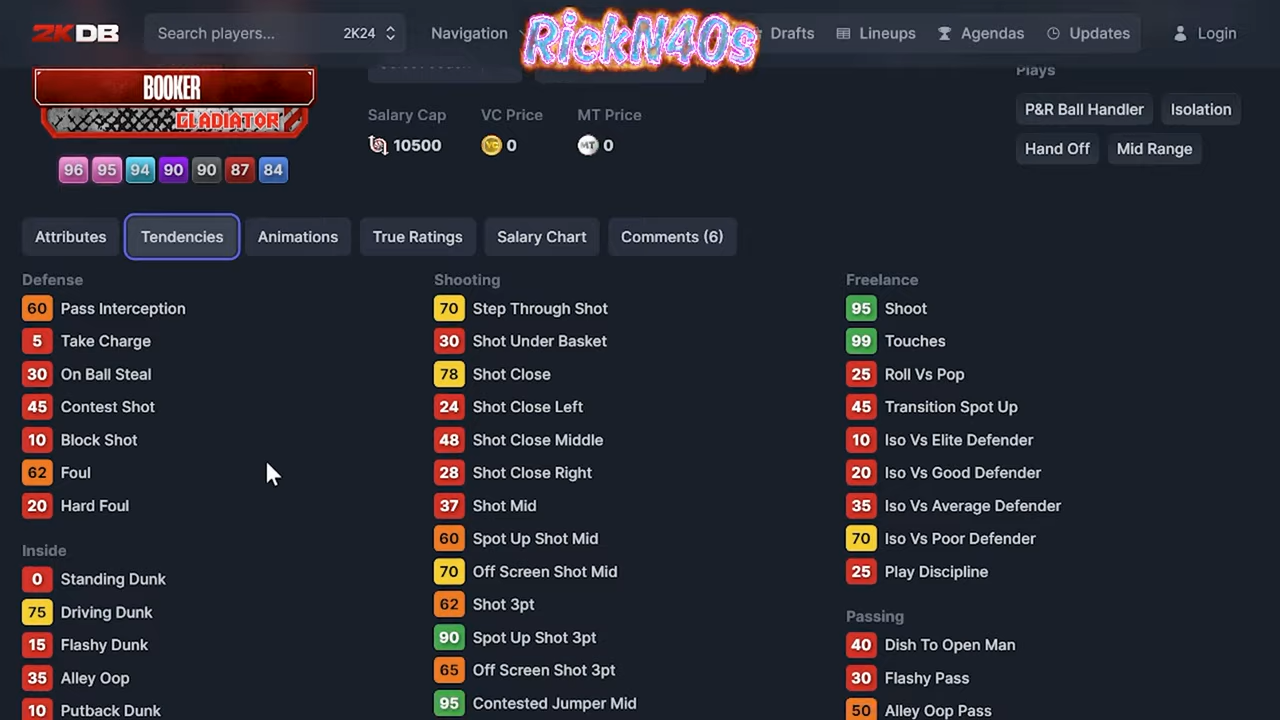 2KDB
Search players...
2K24
Navigation
RickN40s
Drafts
Lineups
Agendas
Updates
Login
BOOKER
GLADIATOR
96 95 94 90 90 87 84
Salary Cap
10500
VC Price
VC 0
MT Price
MT 0
Plays
P&R Ball Handler
Isolation
Hand Off
Mid Range
Attributes
Tendencies
Animations
True Ratings
Salary Chart
Comments (6)
Defense
60 Pass Interception
5 Take Charge
30 On Ball Steal
45 Contest Shot
10 Block Shot
62 Foul
20 Hard Foul
Inside
0 Standing Dunk
75 Driving Dunk
15 Flashy Dunk
35 Alley Oop
10 Putback Dunk
Shooting
70 Step Through Shot
30 Shot Under Basket
78 Shot Close
24 Shot Close Left
48 Shot Close Middle
28 Shot Close Right
37 Shot Mid
60 Spot Up Shot Mid
70 Off Screen Shot Mid
62 Shot 3pt
90 Spot Up Shot 3pt
65 Off Screen Shot 3pt
95 Contested Jumper Mid
Freelance
95 Shoot
99 Touches
25 Roll Vs Pop
45 Transition Spot Up
10 Iso Vs Elite Defender
20 Iso Vs Good Defender
35 Iso Vs Average Defender
70 Iso Vs Poor Defender
25 Play Discipline
Passing
40 Dish To Open Man
30 Flashy Pass
50 Alley Oop Pass